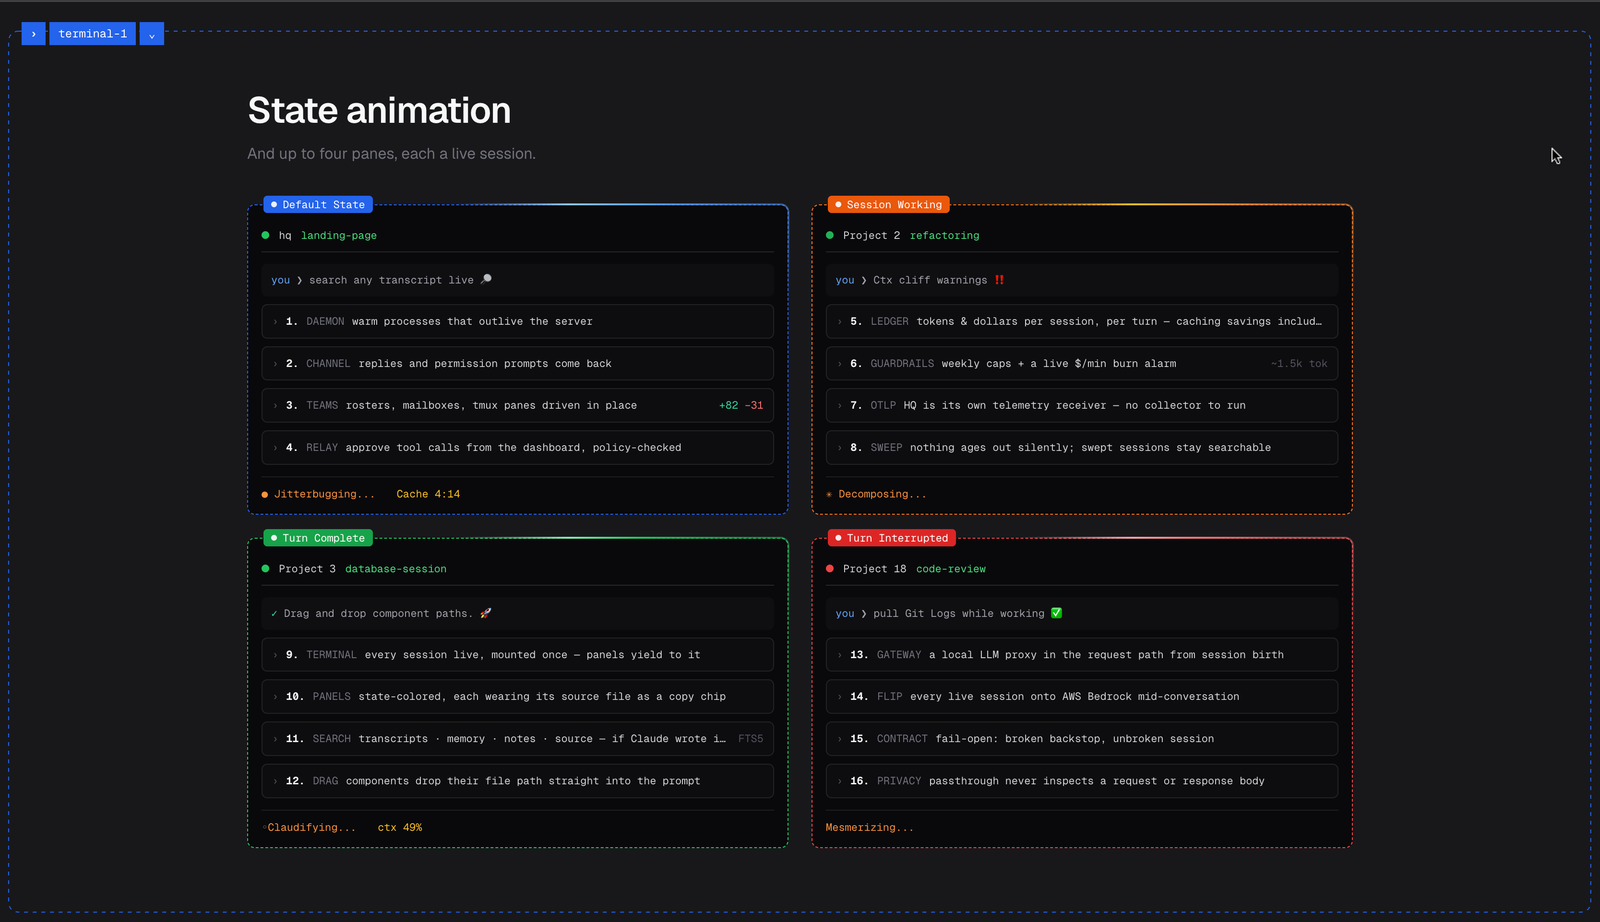 › terminal-1 ⌄
State animation
And up to four panes, each a live session.
Default State
hq landing-page
you ❯ search any transcript live 🔎
› 1. DAEMON warm processes that outlive the server
› 2. CHANNEL replies and permission prompts come back
› 3. TEAMS rosters, mailboxes, tmux panes driven in place +82 −31
› 4. RELAY approve tool calls from the dashboard, policy-checked
Jitterbugging... Cache 4:14
Session Working
Project 2 refactoring
you ❯ Ctx cliff warnings ‼️
› 5. LEDGER tokens & dollars per session, per turn — caching savings includ…
› 6. GUARDRAILS weekly caps + a live $/min burn alarm ~1.5k tok
› 7. OTLP HQ is its own telemetry receiver — no collector to run
› 8. SWEEP nothing ages out silently; swept sessions stay searchable
✳ Decomposing...
Turn Complete
Project 3 database-session
✓ Drag and drop component paths. 🚀
› 9. TERMINAL every session live, mounted once — panels yield to it
› 10. PANELS state-colored, each wearing its source file as a copy chip
› 11. SEARCH transcripts · memory · notes · source — if Claude wrote i… FTS5
› 12. DRAG components drop their file path straight into the prompt
Claudifying... ctx 49%
Turn Interrupted
Project 18 code-review
you ❯ pull Git Logs while working ✅
› 13. GATEWAY a local LLM proxy in the request path from session birth
› 14. FLIP every live session onto AWS Bedrock mid-conversation
› 15. CONTRACT fail-open: broken backstop, unbroken session
› 16. PRIVACY passthrough never inspects a request or response body
Mesmerizing...